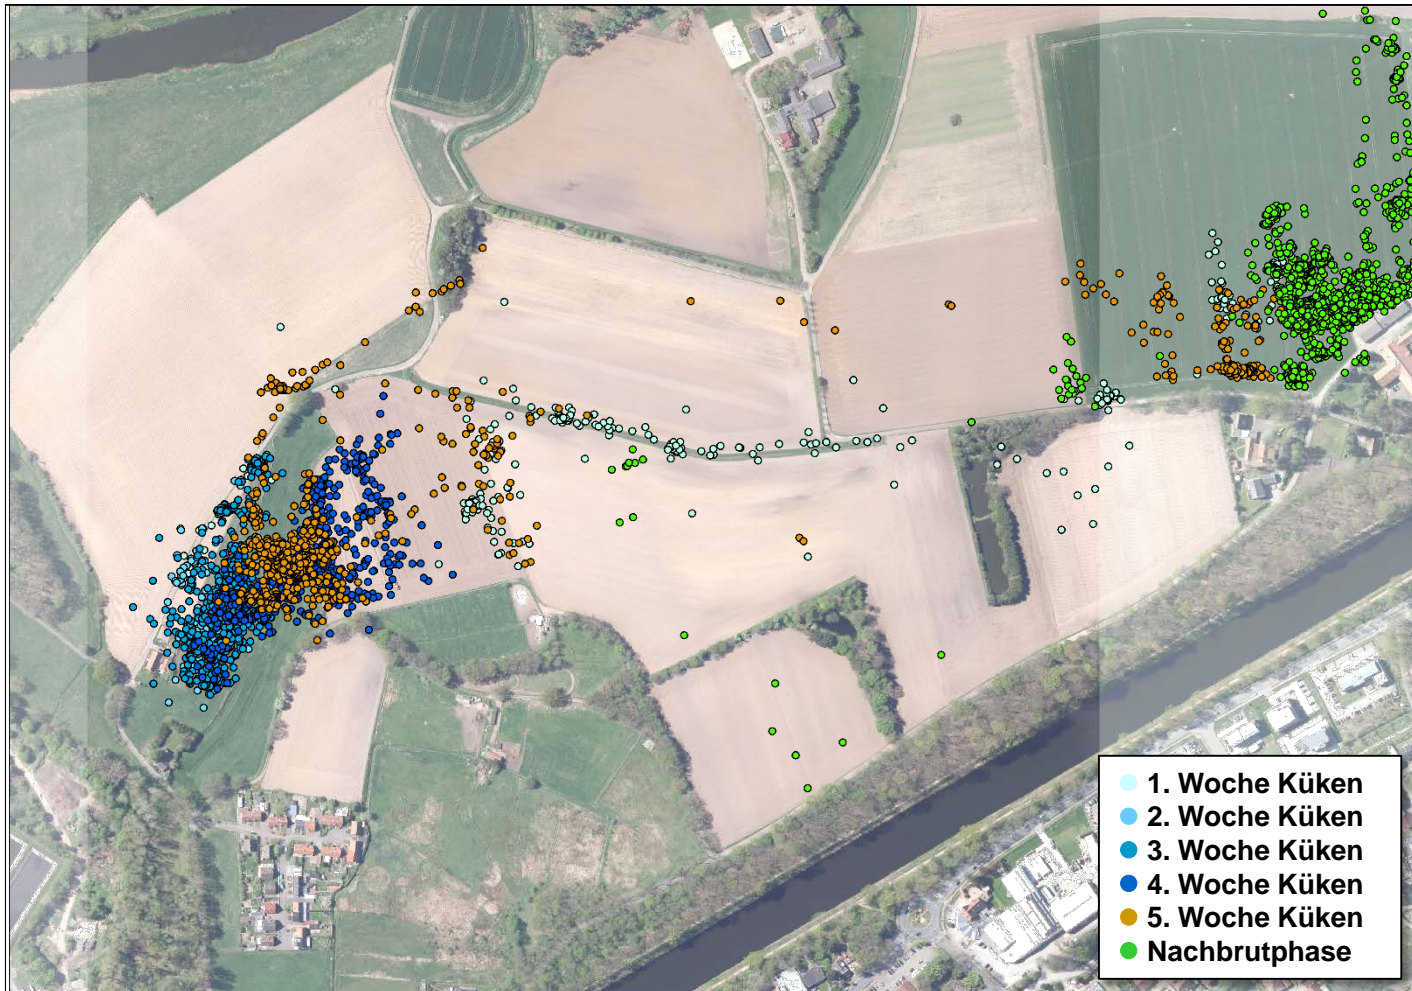 1. Woche Küken
2. Woche Küken
3. Woche Küken
4. Woche Küken
5. Woche Küken
Nachbrutphase